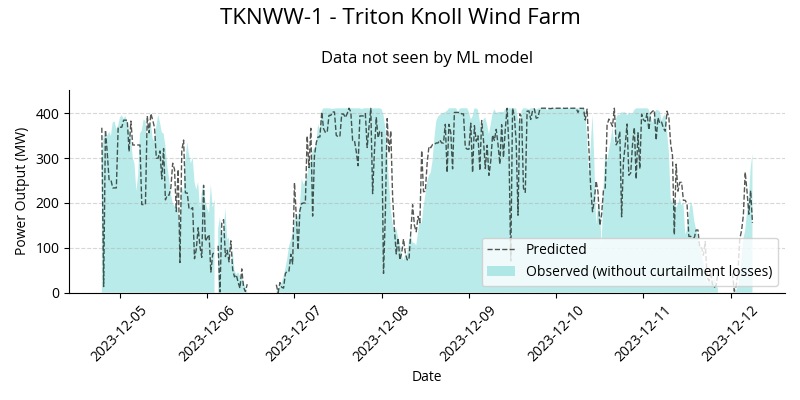 TKNWW-1 - Triton Knoll Wind Farm
Data not seen by ML model
Power Output (MW)
400
300
200
100
0
Predicted
Observed (without curtailment losses)
2023-12-05
2023-12-06
2023-12-07
2023-12-08
2023-12-09
2023-12-10
2023-12-11
2023-12-12
Date